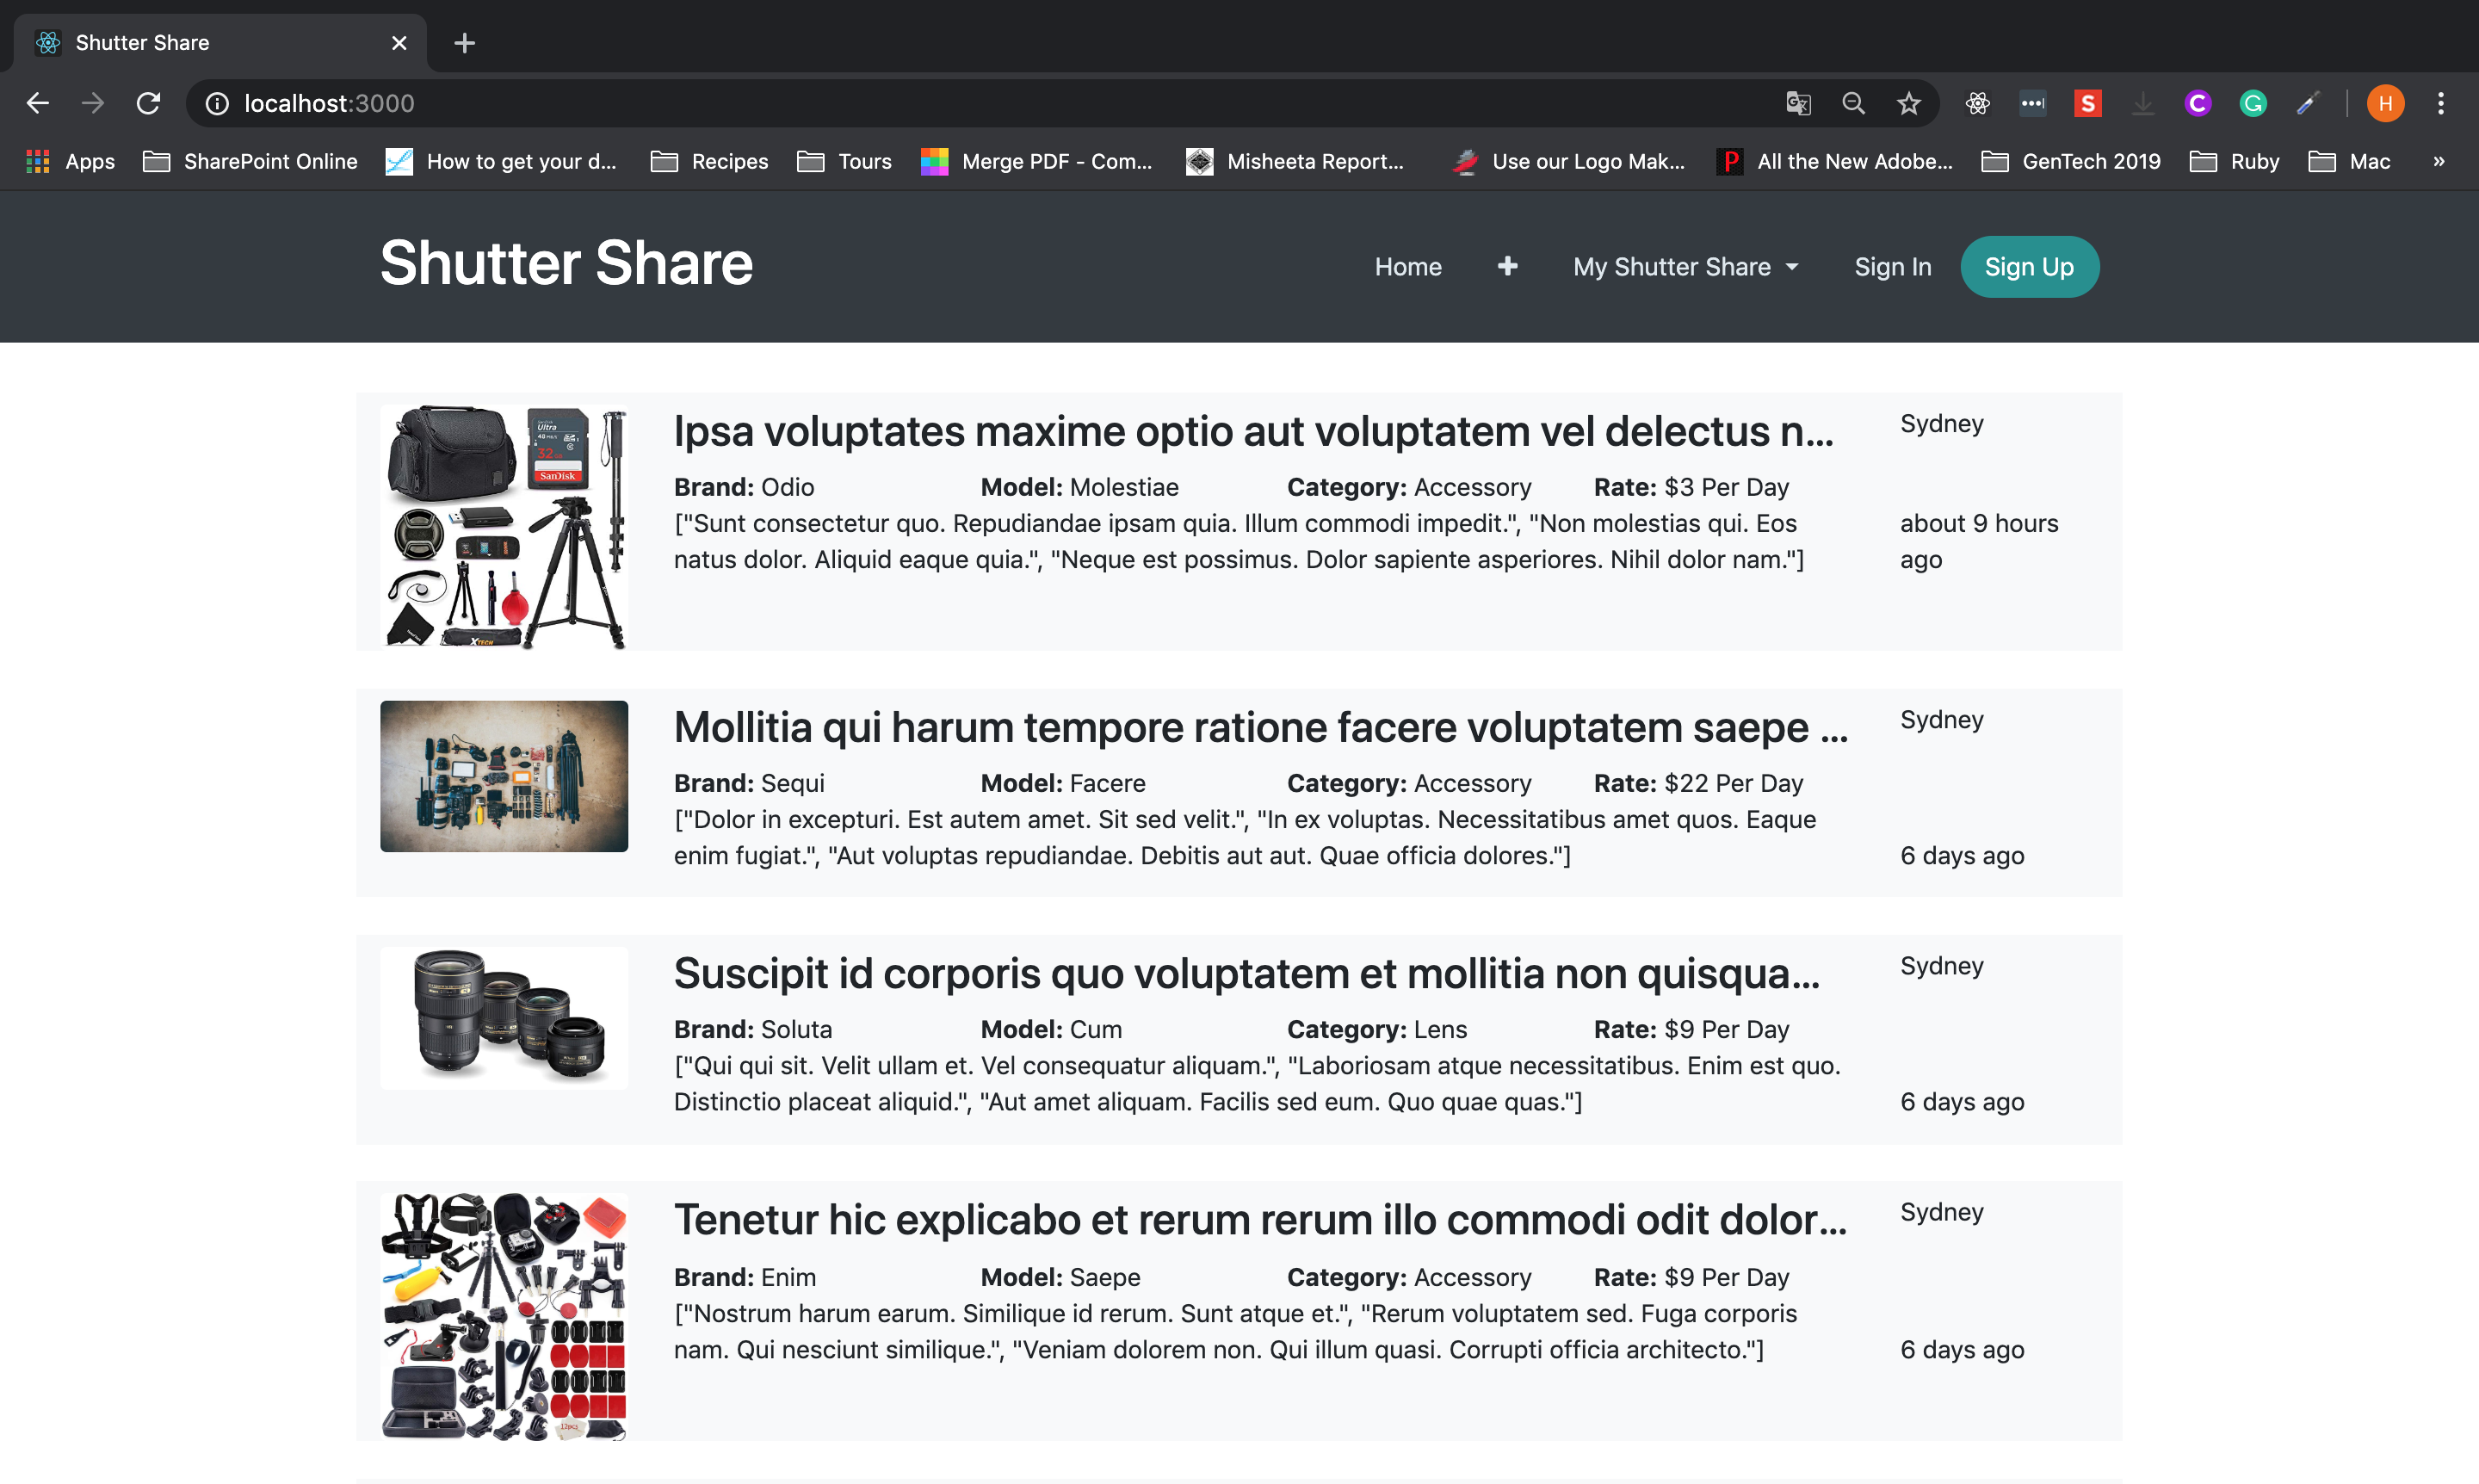 Shutter Share
localhost:3000
S
C
G
H
Apps
SharePoint Online
How to get your d...
Recipes
Tours
Merge PDF - Com...
Misheeta Report...
Use our Logo Mak...
P
All the New Adobe...
GenTech 2019
Ruby
Mac
»
Shutter Share
Home
My Shutter Share
Sign In
Sign Up
SanDisk
Ultra
48 MB/s
32
SanDisk
XTECH
Ipsa voluptates maxime optio aut voluptatem vel delectus n...
Sydney
Brand: Odio Model: Molestiae Category: Accessory Rate: $3 Per Day
["Sunt consectetur quo. Repudiandae ipsam quia. Illum commodi impedit.", "Non molestias qui. Eos
natus dolor. Aliquid eaque quia.", "Neque est possimus. Dolor sapiente asperiores. Nihil dolor nam."]
about 9 hours
ago
Mollitia qui harum tempore ratione facere voluptatem saepe ...
Sydney
Brand: Sequi Model: Facere Category: Accessory Rate: $22 Per Day
["Dolor in excepturi. Est autem amet. Sit sed velit.", "In ex voluptas. Necessitatibus amet quos. Eaque
enim fugiat.", "Aut voluptas repudiandae. Debitis aut aut. Quae officia dolores."]
6 days ago
Suscipit id corporis quo voluptatem et mollitia non quisqua...
Sydney
Brand: Soluta Model: Cum Category: Lens Rate: $9 Per Day
["Qui qui sit. Velit ullam et. Vel consequatur aliquam.", "Laboriosam atque necessitatibus. Enim est quo.
Distinctio placeat aliquid.", "Aut amet aliquam. Facilis sed eum. Quo quae quas."]
6 days ago
12pcs
Tenetur hic explicabo et rerum rerum illo commodi odit dolor...
Sydney
Brand: Enim Model: Saepe Category: Accessory Rate: $9 Per Day
["Nostrum harum earum. Similique id rerum. Sunt atque et.", "Rerum voluptatem sed. Fuga corporis
nam. Qui nesciunt similique.", "Veniam dolorem non. Qui illum quasi. Corrupti officia architecto."]
6 days ago